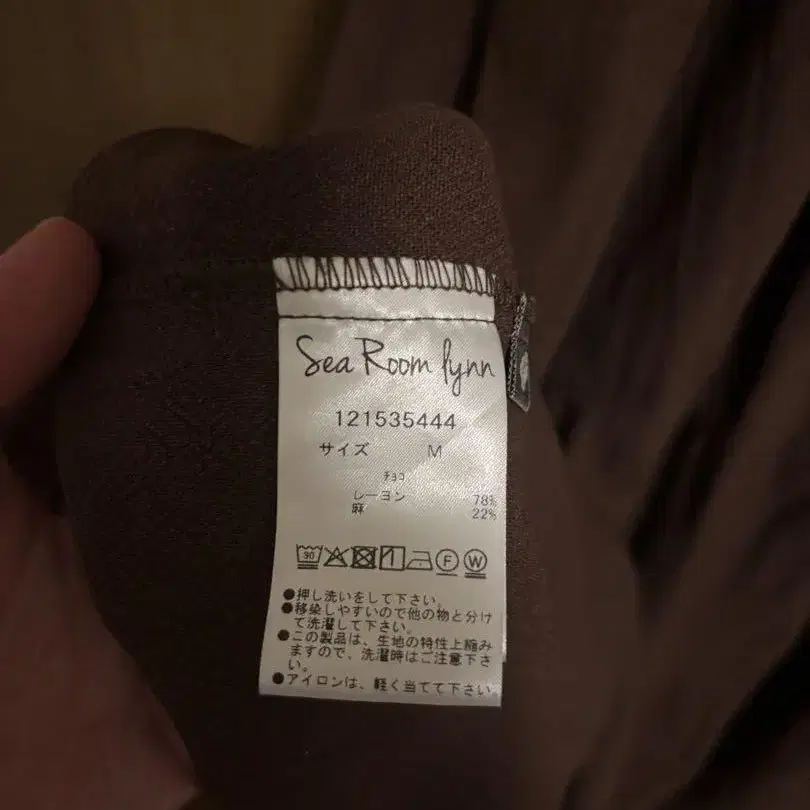 Sea Room lynn
121535444
サイズ M
チョコ
レーヨン 78%
麻 22%
F W
●押し洗いをして下さい。
●移染しやすいので他の物と分け
て洗濯して下さい。
●この製品は、生地の特性上縮み
ますので、洗濯時はご注意下さ
い。
●アイロンは、軽く当てて下さい